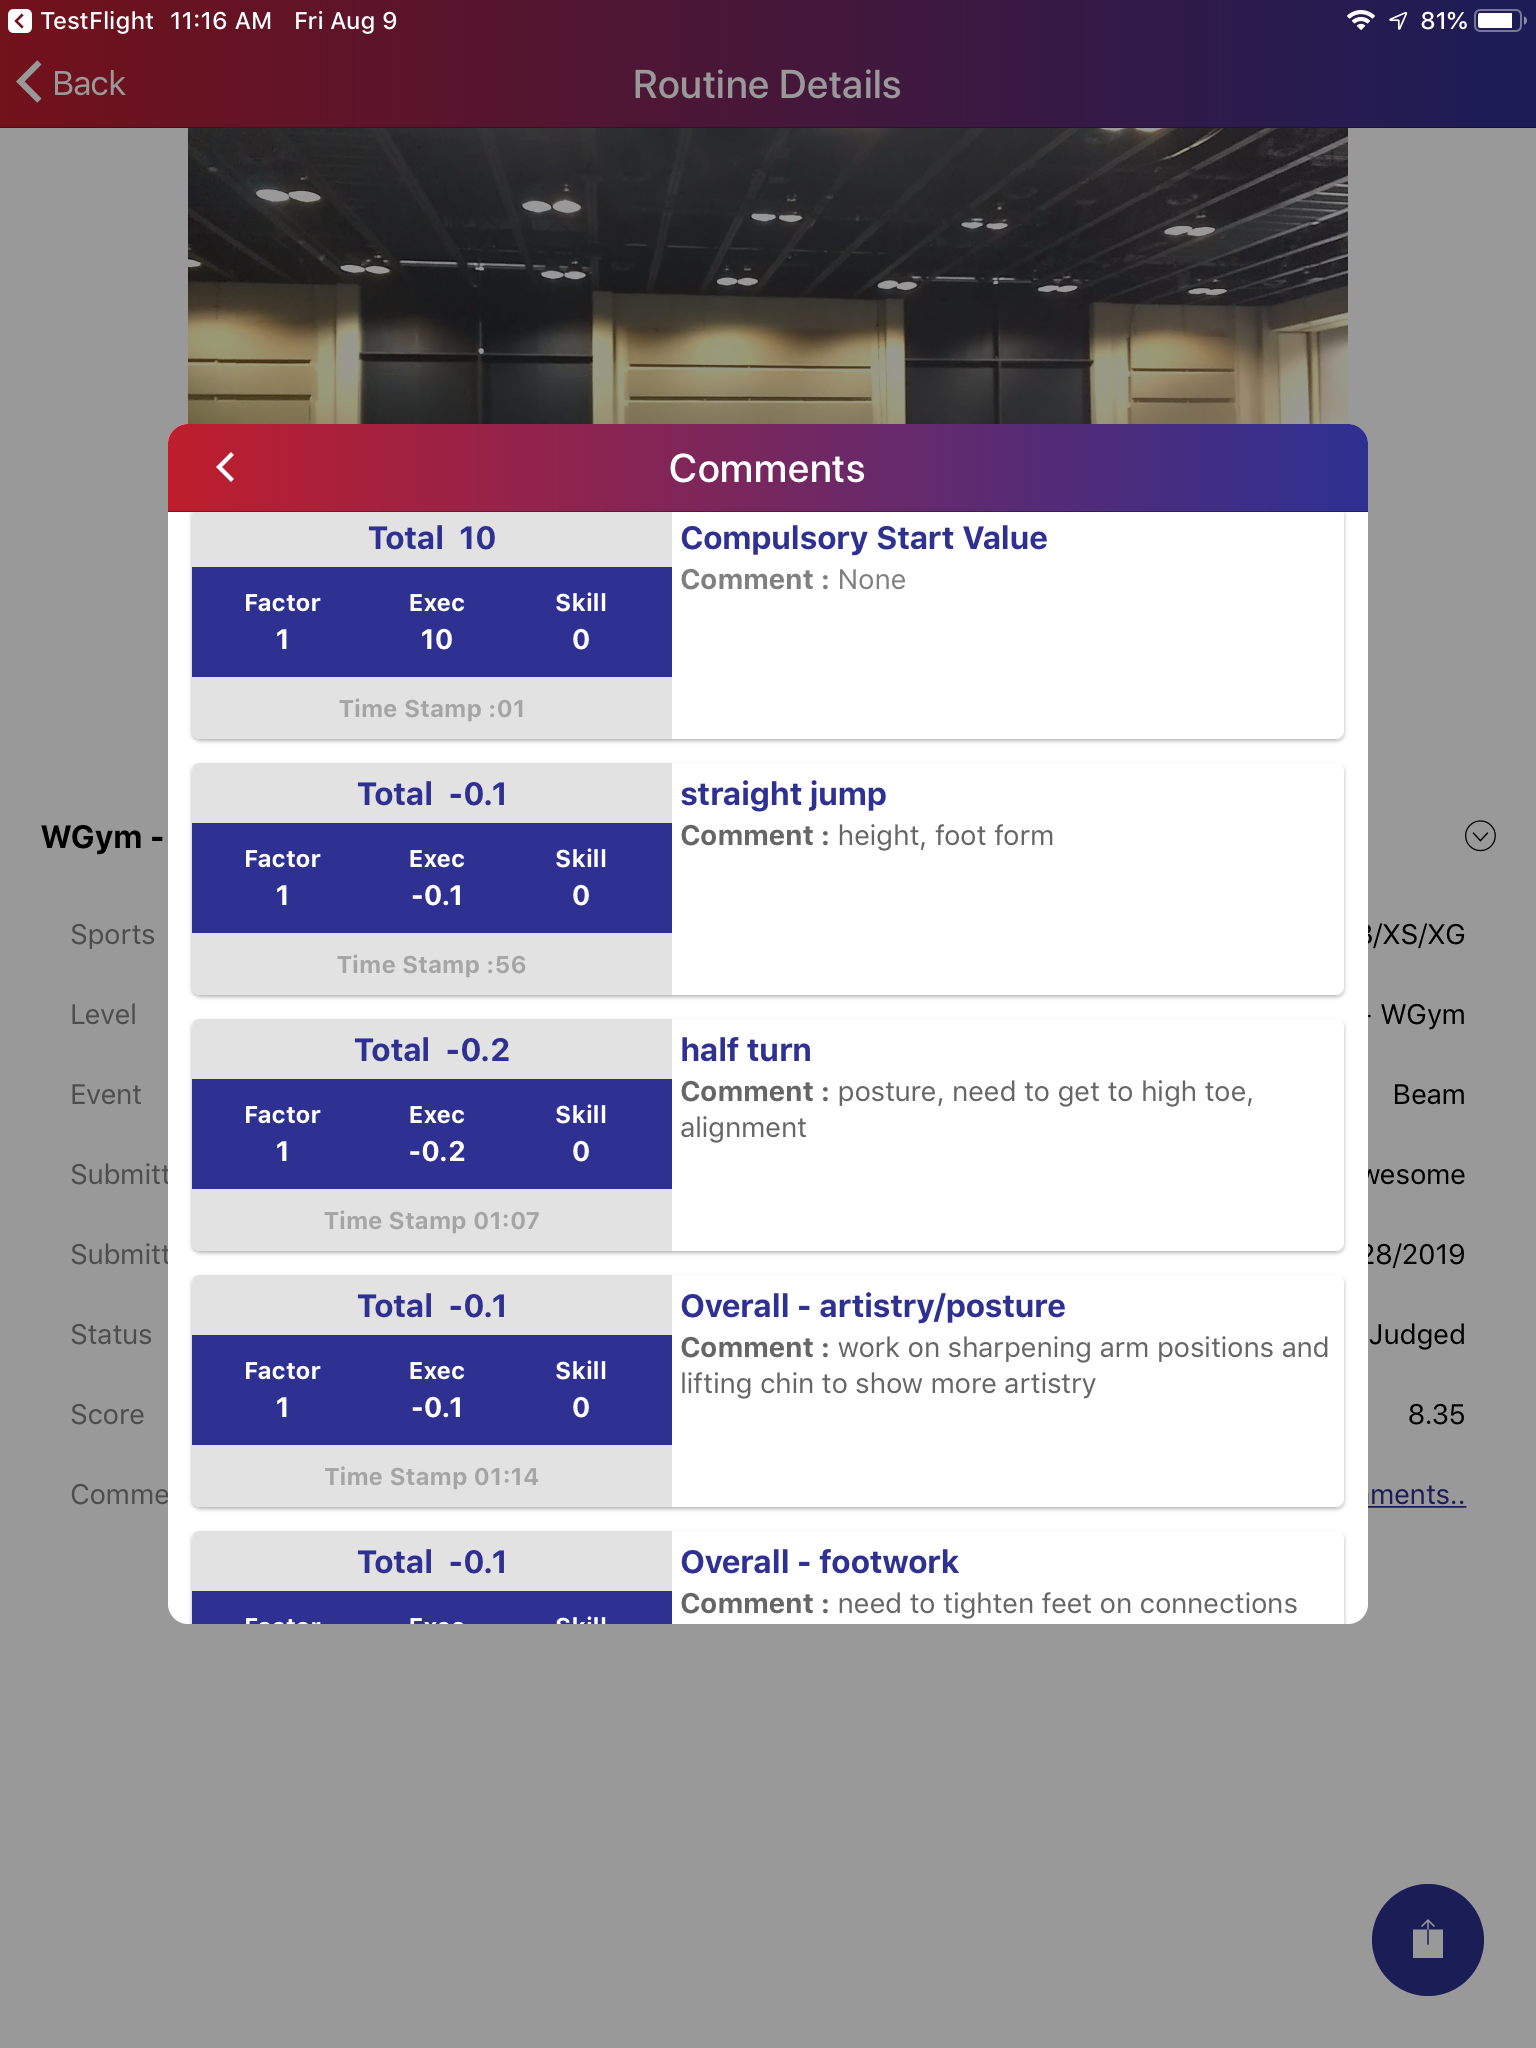 TestFlight 11:16 AM Fri Aug 9 81%
Back Routine Details
Comments
Total 10
Compulsory Start Value
Comment : None
Factor Exec Skill
1 10 0
Time Stamp :01
Total -0.1
straight jump
Comment : height, foot form
Factor Exec Skill
1 -0.1 0
Time Stamp :56
Total -0.2
half turn
Comment : posture, need to get to high toe,
alignment
Factor Exec Skill
1 -0.2 0
Time Stamp 01:07
Total -0.1
Overall - artistry/posture
Comment : work on sharpening arm positions and
lifting chin to show more artistry
Factor Exec Skill
1 -0.1 0
Time Stamp 01:14
Total -0.1
Overall - footwork
Comment : need to tighten feet on connections
Factor Exec Skill
WGym -
Sports /XS/XG
Level - WGym
Event Beam
Submitt wesome
Submitt 28/2019
Status Judged
Score 8.35
Comme ments..